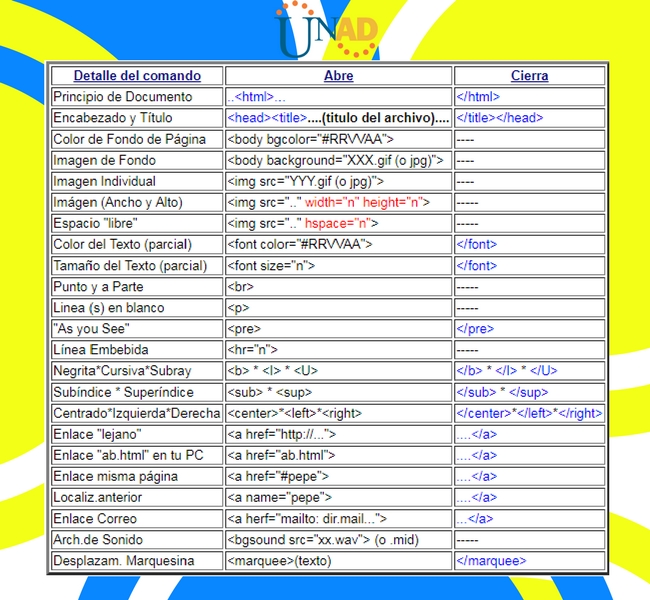 UNAD
Detalle del comando Abre Cierra
Principio de Documento ..<html>... </html>
Encabezado y Título <head><title>....(titulo del archivo).... </title></head>
Color de Fondo de Página <body bgcolor="#RRVVAA"> ----
Imagen de Fondo <body background="XXX.gif (o jpg)"> ----
Imagen Individual <img src="YYY.gif (o jpg)"> ----
Imágen (Ancho y Alto) <img src=".." width="n" height="n"> -----
Espacio "libre" <img src=".." hspace="n"> -----
Color del Texto (parcial) <font color="#RRVVAA"> </font>
Tamaño del Texto (parcial) <font size="n"> </font>
Punto y a Parte <br> -----
Linea (s) en blanco <p> -----
"As you See" <pre> </pre>
Línea Embebida <hr="n"> -----
Negrita*Cursiva*Subray <b> * <I> * <U> </b> * </I> * </U>
Subíndice * Superíndice <sub> * <sup> </sub> * </sup>
Centrado*Izquierda*Derecha <center>*<left>*<right> </center>*</left>*</right>
Enlace "lejano" <a href="http://..."> ....</a>
Enlace "ab.html" en tu PC <a href="ab.html"> ....</a>
Enlace misma página <a href="#pepe"> ....</a>
Localiz.anterior <a name="pepe"> ....</a>
Enlace Correo <a herf="mailto: dir.mail..."> ...</a>
Arch.de Sonido <bgsound src="xx.wav"> (o .mid) -----
Desplazam. Marquesina <marquee>(texto) </marquee>